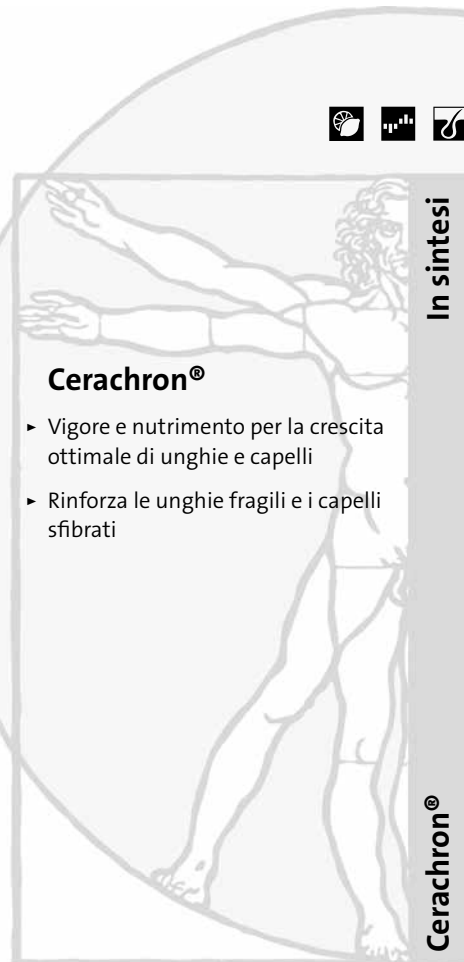 In sintesi
Cerachron®
► Vigore e nutrimento per la crescita
ottimale di unghie e capelli
► Rinforza le unghie fragili e i capelli
sfibrati
Cerachron®